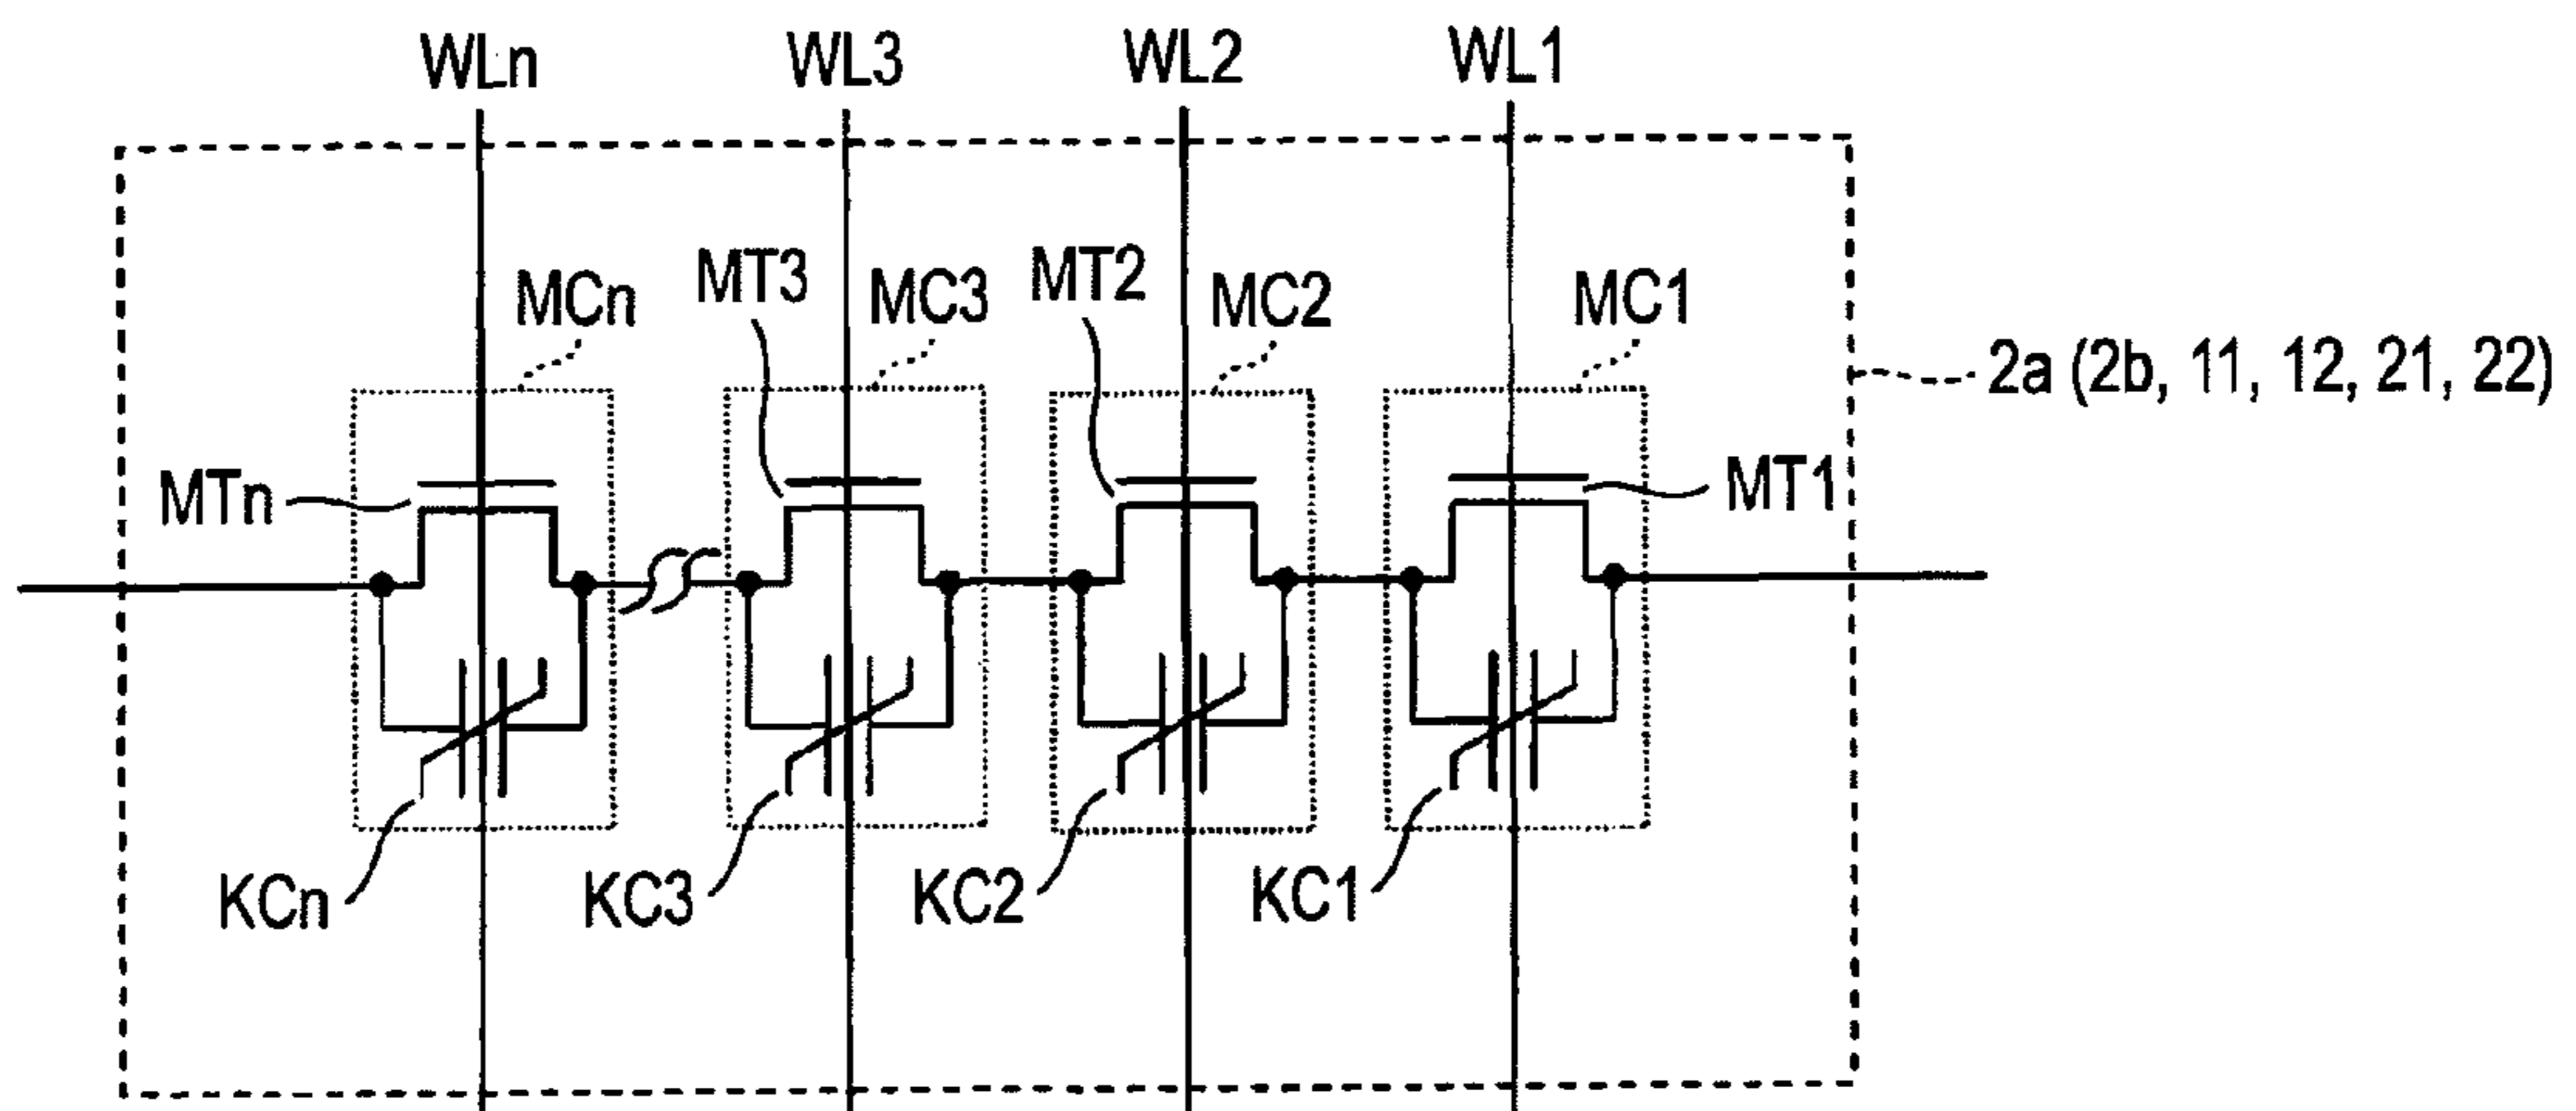 WLn WL3 WL2 WL1
MCn MT3 MC3 MT2 MC2 MC1
2a (2b, 11, 12, 21, 22)
MTn MT1
KCn KC3 KC2 KC1